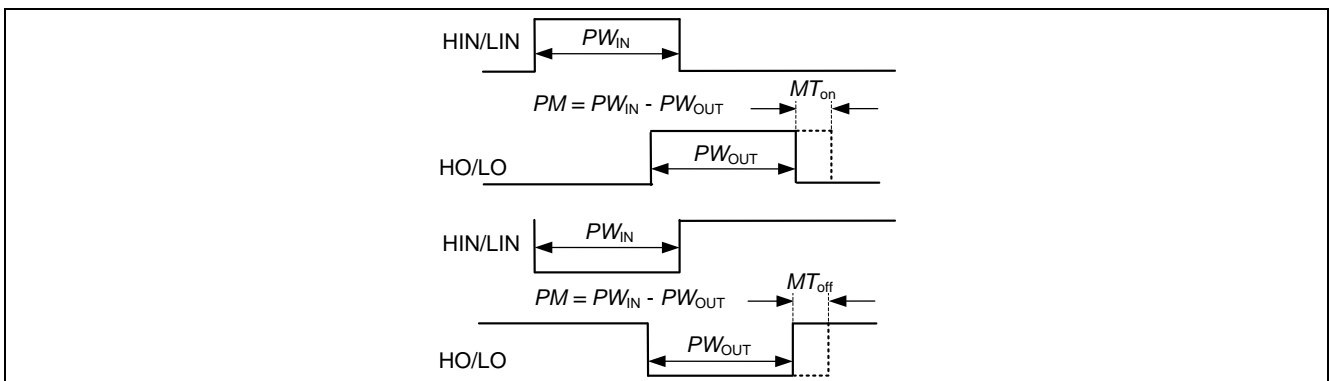 HIN/LIN
PW_IN
PM = PW_IN - PW_OUT
MT_on
HO/LO
PW_OUT
HIN/LIN
PW_IN
PM = PW_IN - PW_OUT
MT_off
HO/LO
PW_OUT